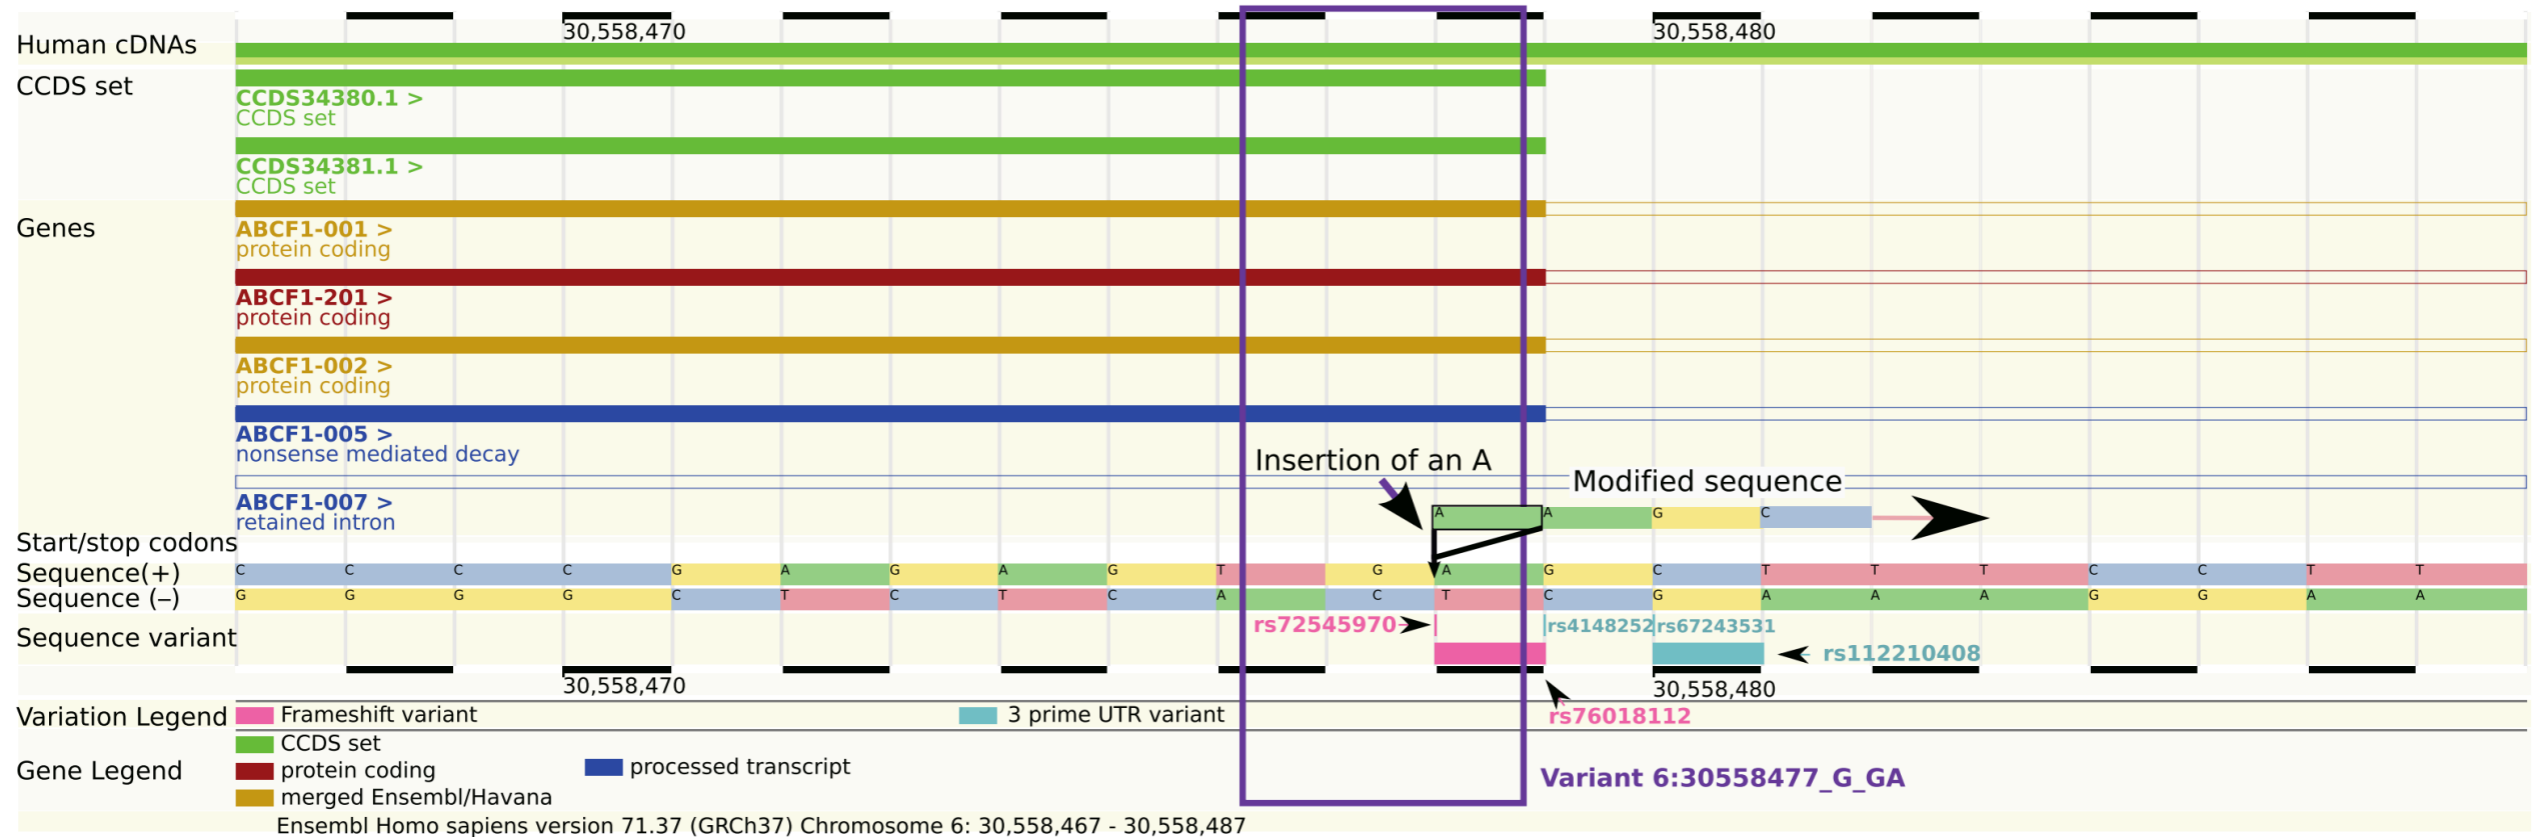 30,558,470 30,558,480
Human cDNAs
CCDS set
CCDS34380.1 >
CCDS set
CCDS34381.1 >
CCDS set
Genes
ABCF1-001 >
protein coding
ABCF1-201 >
protein coding
ABCF1-002 >
protein coding
ABCF1-005 >
nonsense mediated decay
Insertion of an A
Modified sequence
ABCF1-007 >
retained intron
A A G C
Start/stop codons
Sequence(+) C C C C G A G A G T G A G C T T T C C T T
Sequence (–) G G G G C T C T C A C T C G A A A G G A A
Sequence variant
rs72545970 rs4148252 rs67243531
rs112210408
30,558,470 30,558,480
rs76018112
Variation Legend Frameshift variant 3 prime UTR variant
Gene Legend
CCDS set
protein coding processed transcript
merged Ensembl/Havana
Variant 6:30558477_G_GA
Ensembl Homo sapiens version 71.37 (GRCh37) Chromosome 6: 30,558,467 - 30,558,487